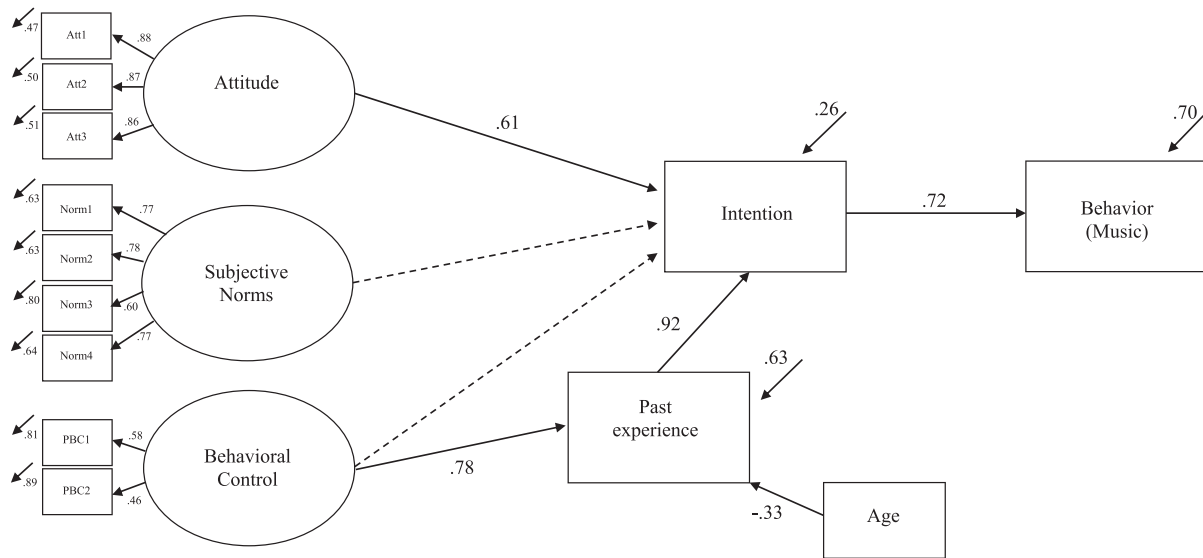 .47
Att1
.88
.50
Att2
.87
.51
Att3
.86
Attitude
.61
.26
.70
Intention
.72
Behavior
(Music)
.63
Norm1
.77
.63
Norm2
.78
.80
Norm3
.60
.64
Norm4
.77
Subjective
Norms
.92
.63
Past
experience
.81
PBC1
.58
.89
PBC2
.46
Behavioral
Control
.78
-.33
Age